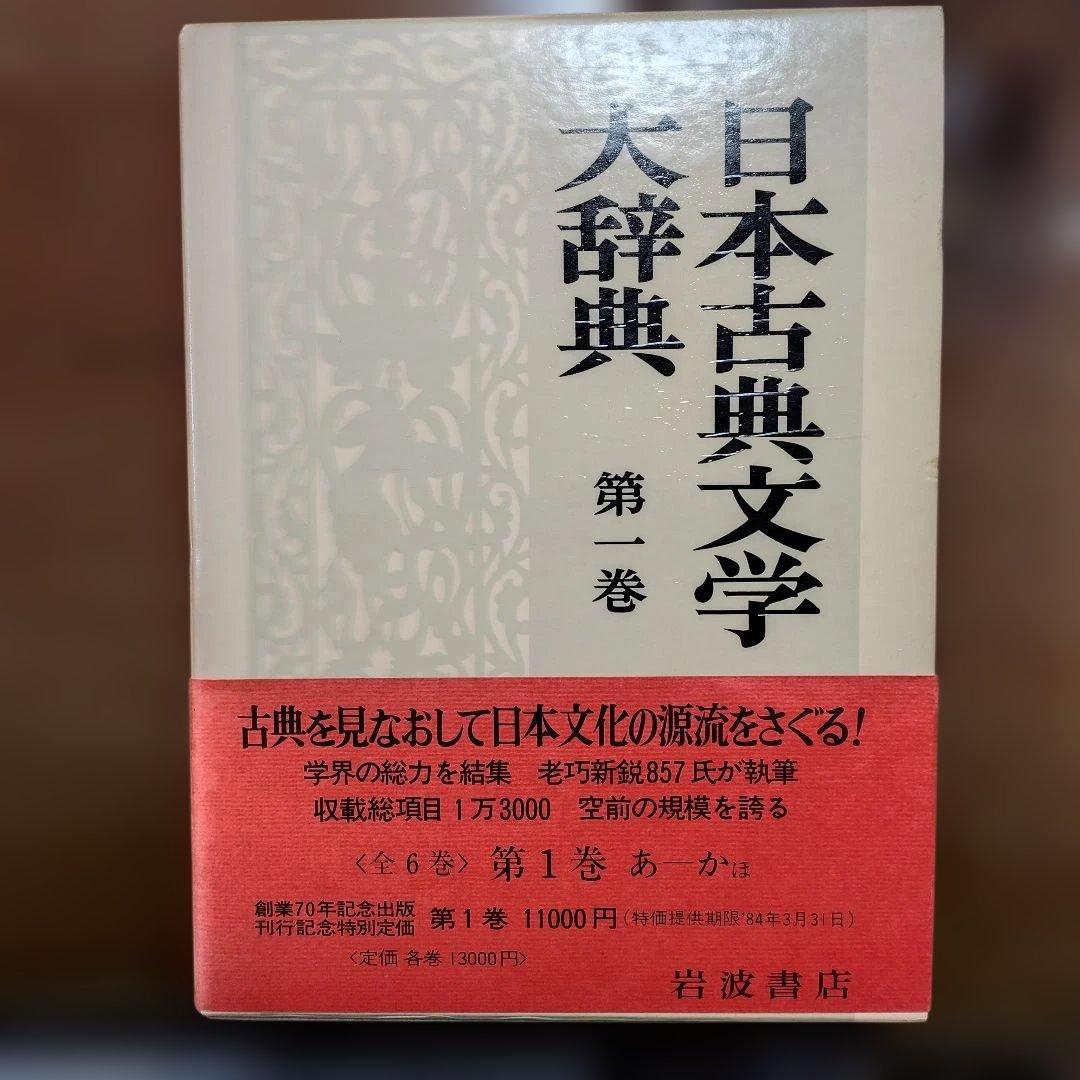 日本古典文学
大辞典
第一巻
古典を見なおして日本文化の源流をさぐる!
学界の総力を結集 老巧新鋭857氏が執筆
収載総項目1万3000 空前の規模を誇る
〈全6巻〉第1巻 あ―かほ
創業70年記念出版
刊行記念特別定価 第1巻 11000円(特価提供期限'84年3月31日)
〈定価 各巻 13000円〉
岩波書店